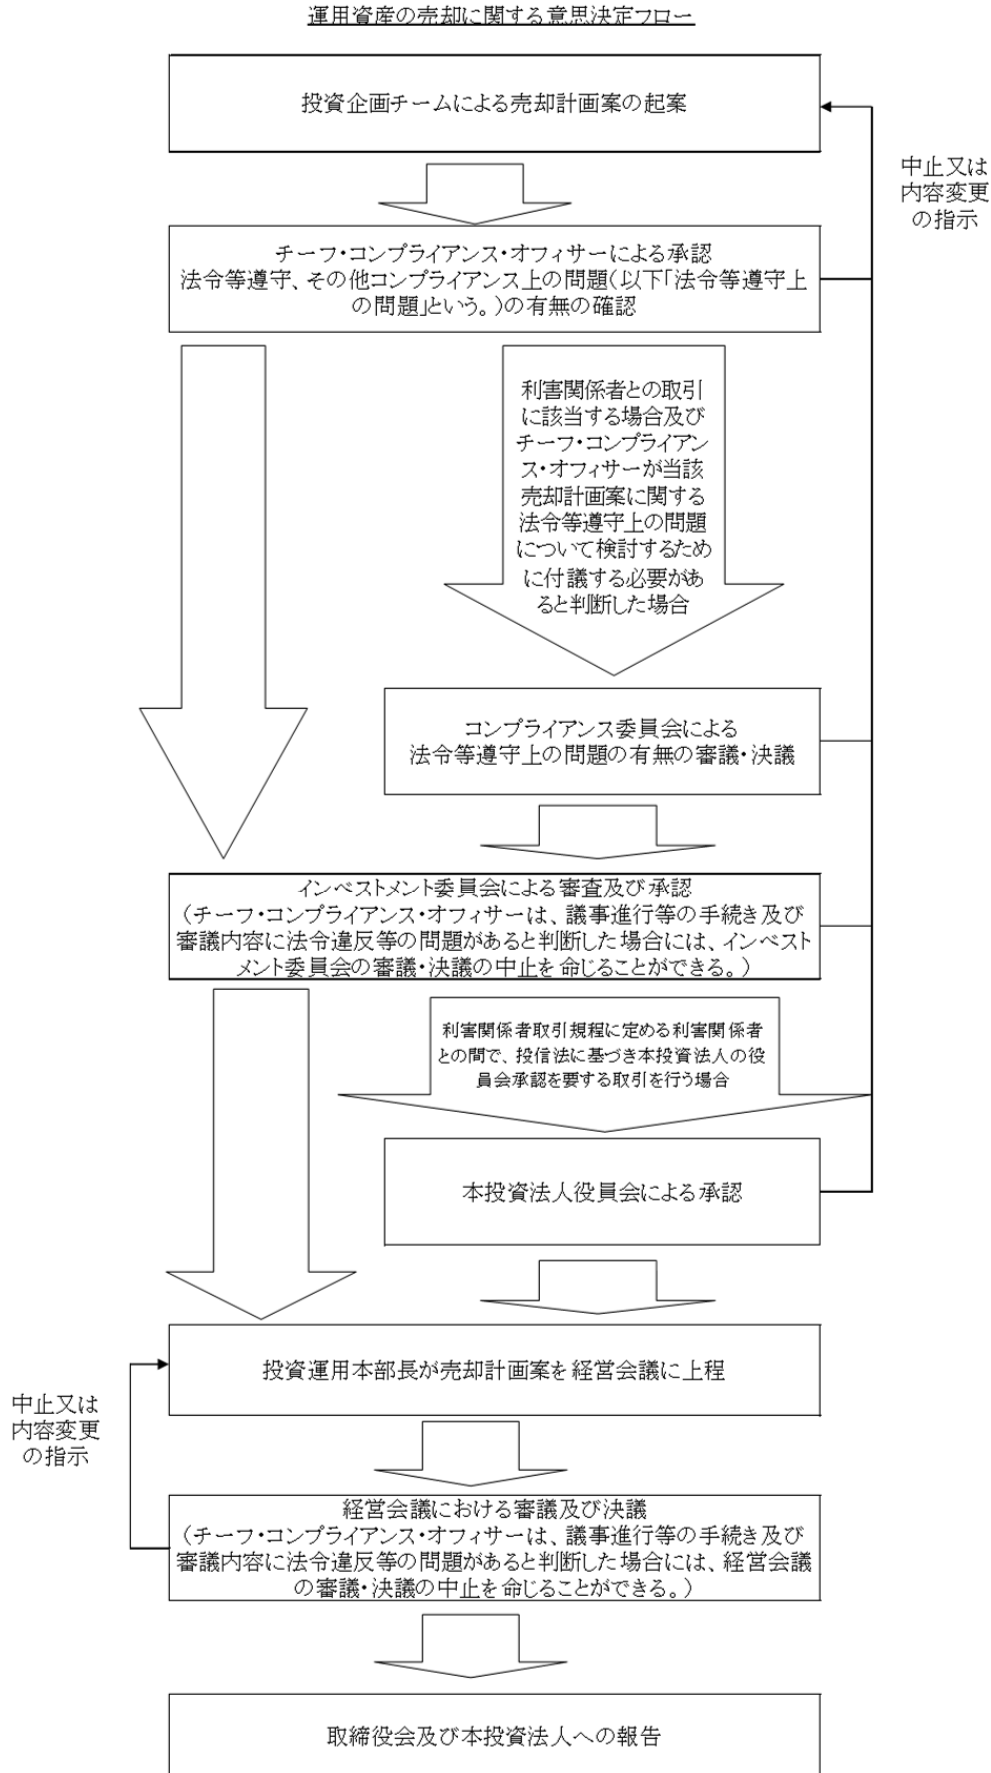 運用資産の売却に関する意思決定フロー
投資企画チームによる売却計画案の起案
中止又は
内容変更
の指示
チーフ・コンプライアンス・オフィサーによる承認
法令等遵守、その他コンプライアンス上の問題(以下「法令等遵守上
の問題」という。)の有無の確認
利害関係者との取引
に該当する場合及び
チーフ・コンプライアン
ス・オフィサーが当該
売却計画案に関する
法令等遵守上の問題
について検討するため
に付議する必要があ
ると判断した場合
コンプライアンス委員会による
法令等遵守上の問題の有無の審議・決議
インベストメント委員会による審査及び承認
(チーフ・コンプライアンス・オフィサーは、議事進行等の手続き及び
審議内容に法令違反等の問題があると判断した場合には、インベスト
メント委員会の審議・決議の中止を命じることができる。)
利害関係者取引規程に定める利害関係者
との間で、投信法に基づき本投資法人の役
員会承認を要する取引を行う場合
本投資法人役員会による承認
投資運用本部長が売却計画案を経営会議に上程
中止又は
内容変更
の指示
経営会議における審議及び決議
(チーフ・コンプライアンス・オフィサーは、議事進行等の手続き及び
審議内容に法令違反等の問題があると判断した場合には、経営会議
の審議・決議の中止を命じることができる。)
取締役会及び本投資法人への報告